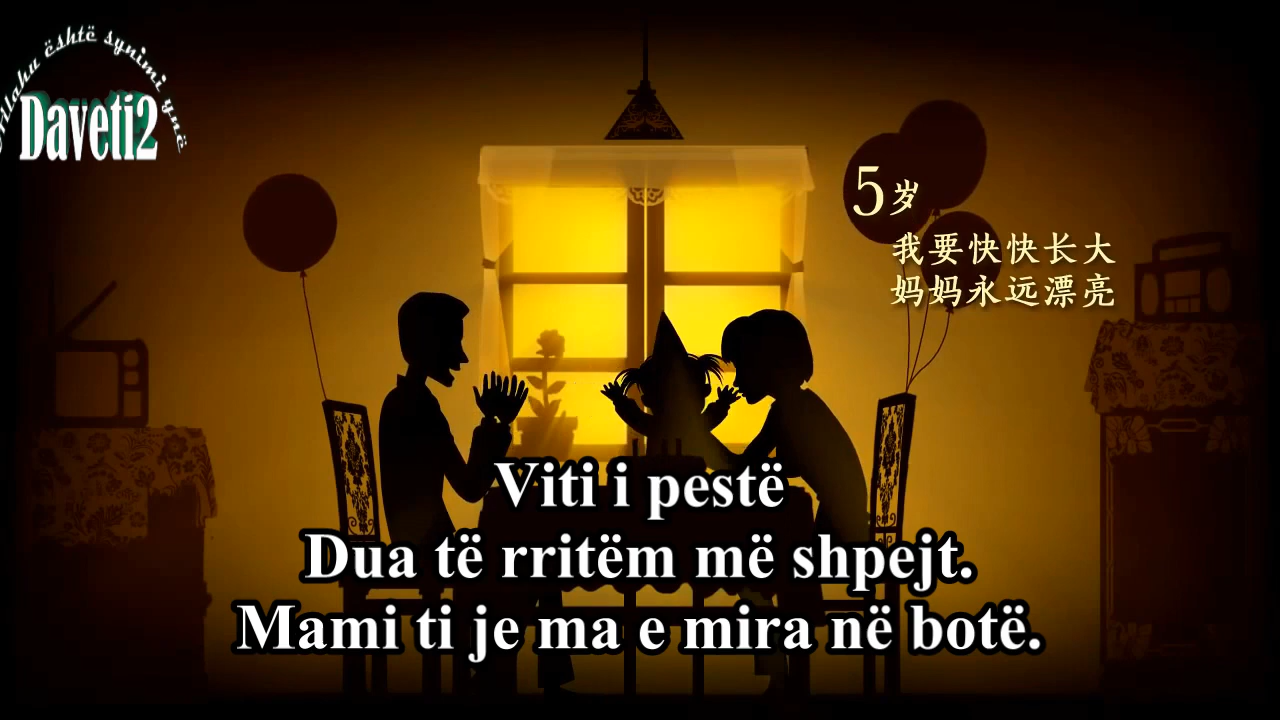 është synimi ynë
Daveti2
5岁
我要快快长大
妈妈永远漂亮
Viti i pestë
Dua të rritëm më shpejt.
Mami ti je ma e mira në botë.